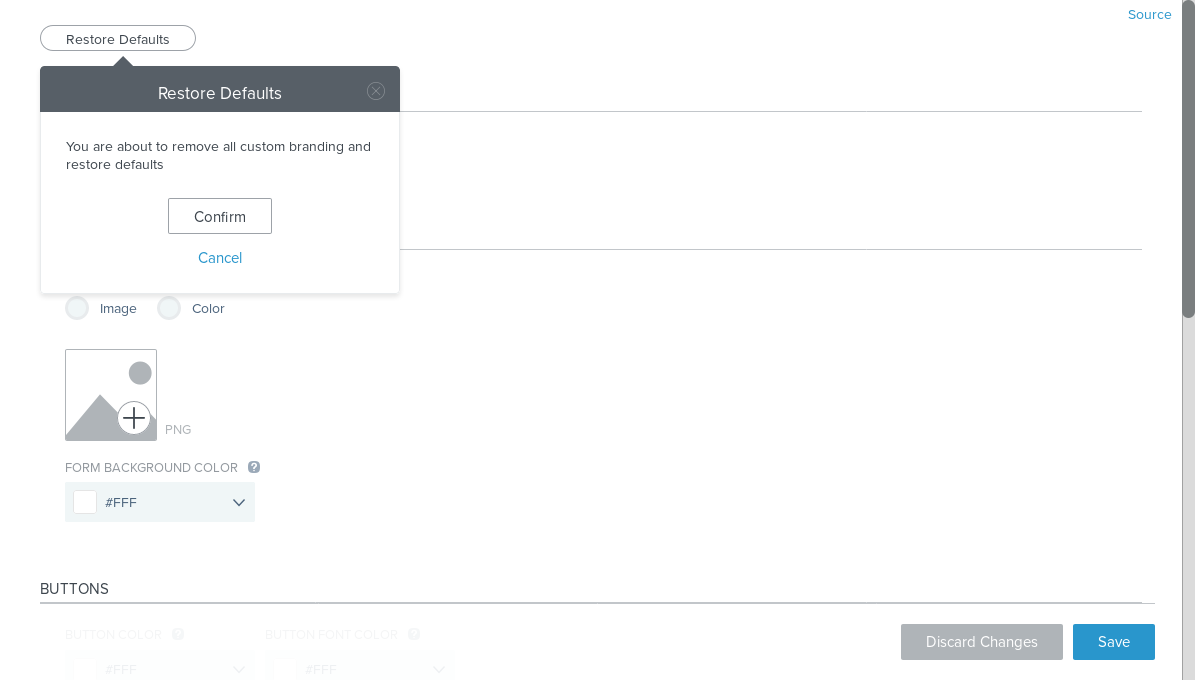 Source
Restore Defaults
Restore Defaults
You are about to remove all custom branding and
restore defaults
Confirm
Cancel
Image Color
PNG
FORM BACKGROUND COLOR ?
#FFF
BUTTONS
BUTTON COLOR ? BUTTON FONT COLOR ?
Discard Changes Save
#FFF #FFF